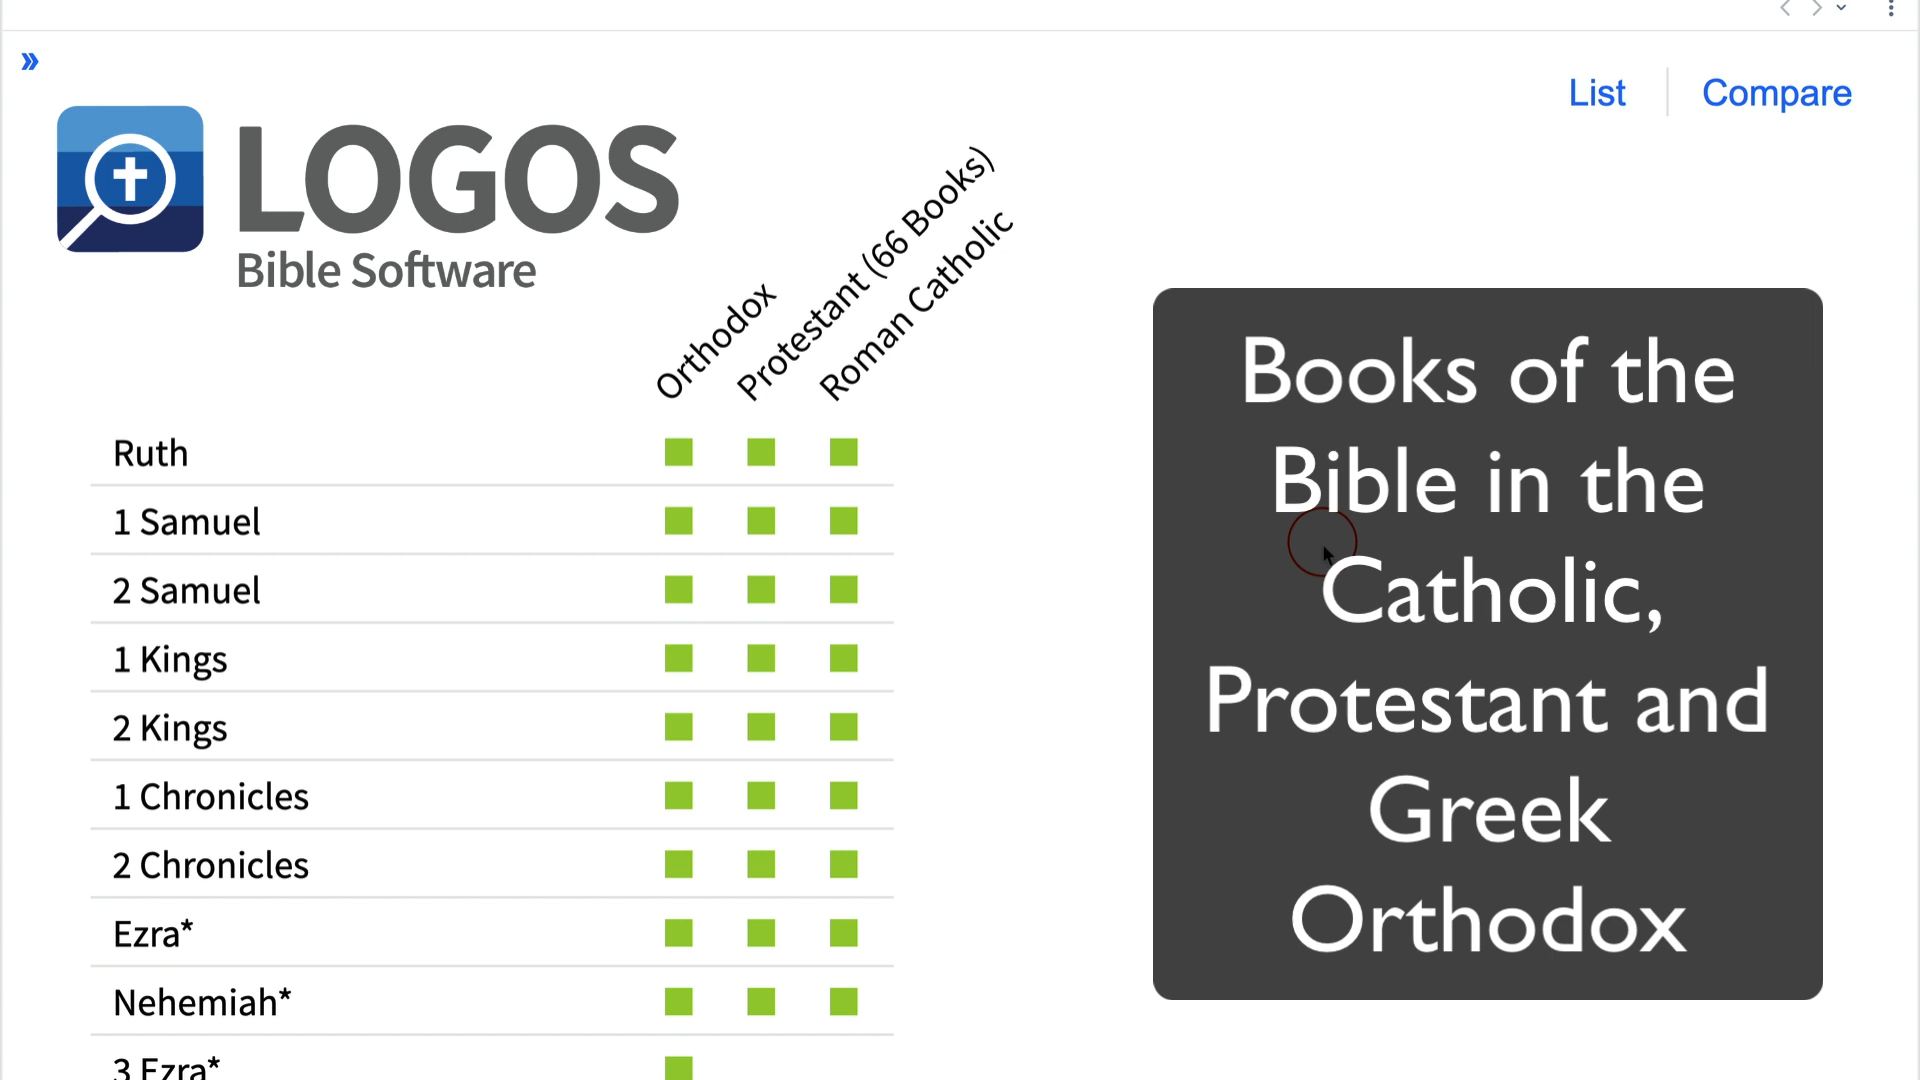 List
Compare
LOGOS
Bible Software
Orthodox
Protestant (66 Books)
Roman Catholic
Ruth
1 Samuel
2 Samuel
1 Kings
2 Kings
1 Chronicles
2 Chronicles
Ezra*
Nehemiah*
3 Ezra*
Books of the
Bible in the
Catholic,
Protestant and
Greek
Orthodox